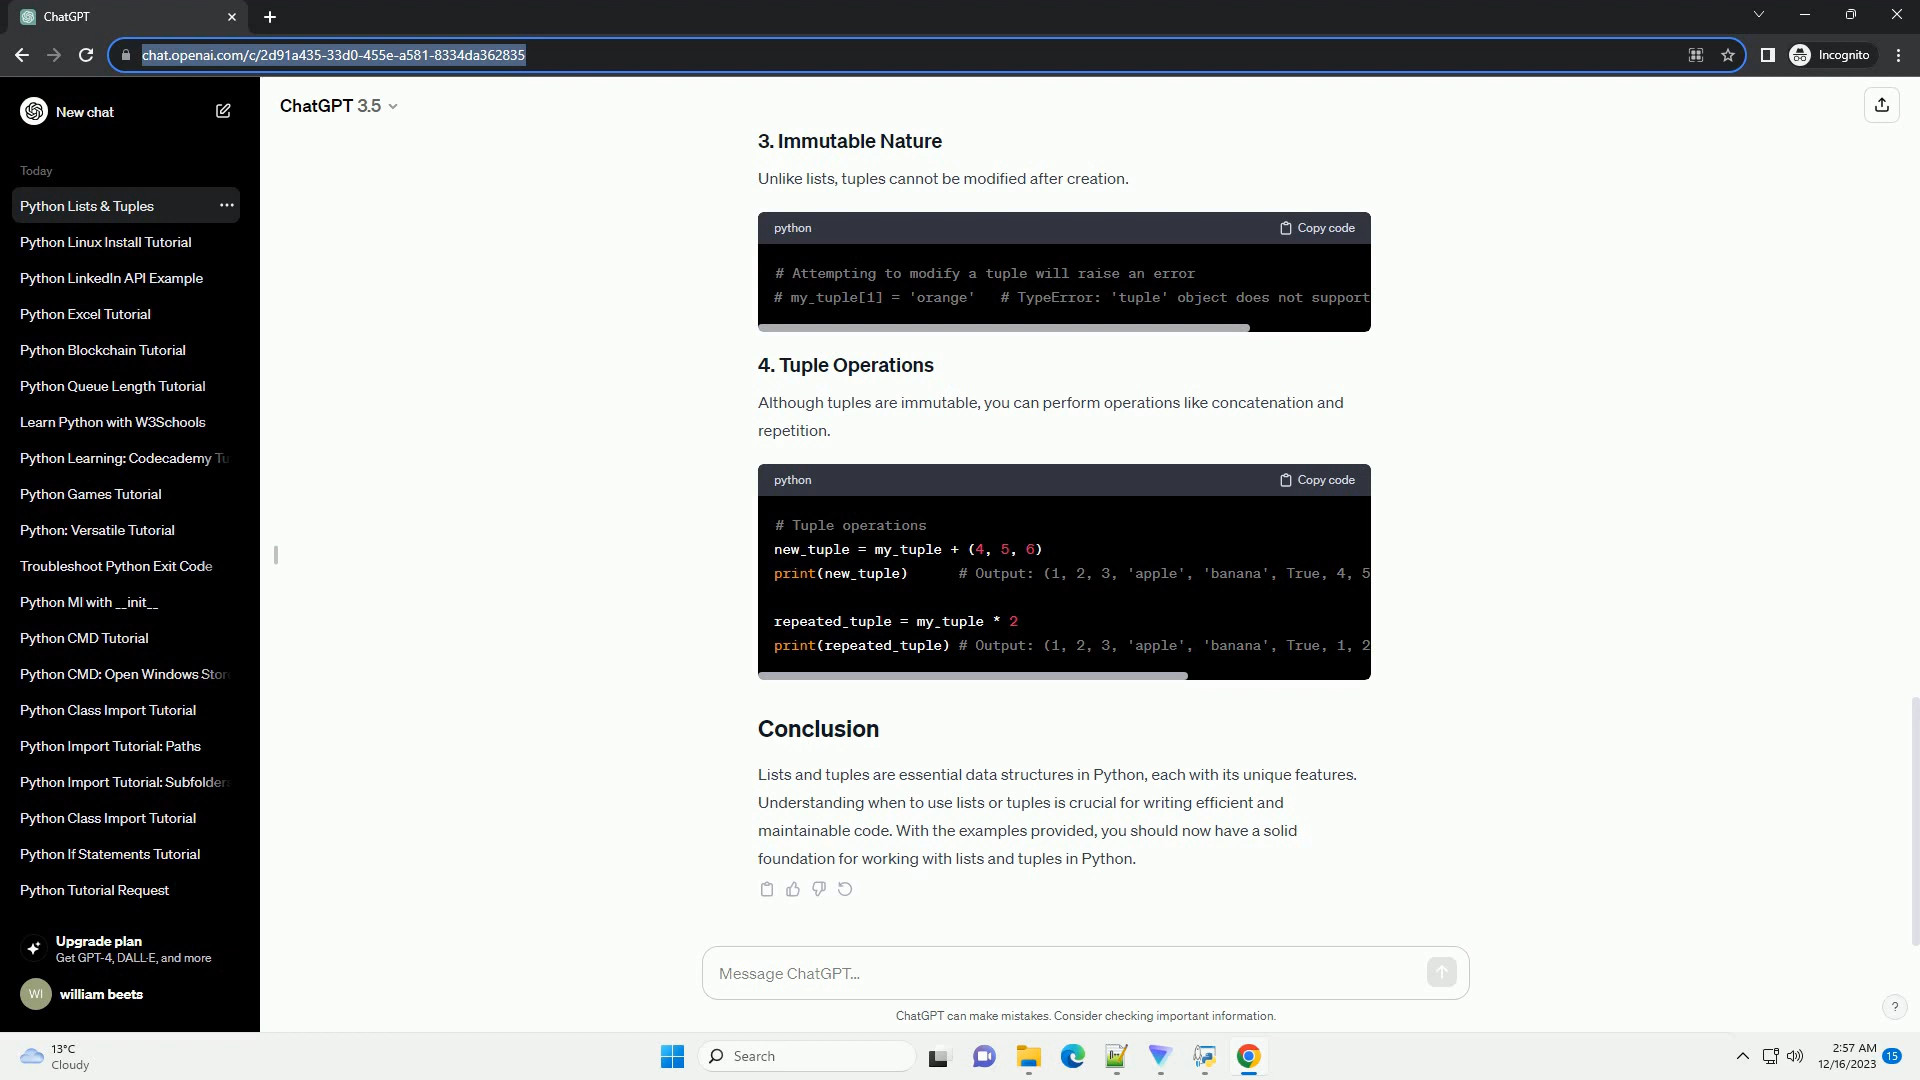 ChatGPT
chat.openai.com/c/2d91a435-33d0-455e-a581-8334da362835
Incognito
New chat
Today
Python Lists & Tuples
Python Linux Install Tutorial
Python LinkedIn API Example
Python Excel Tutorial
Python Blockchain Tutorial
Python Queue Length Tutorial
Learn Python with W3Schools
Python Learning: Codecademy Tu
Python Games Tutorial
Python: Versatile Tutorial
Troubleshoot Python Exit Code
Python MI with __init__
Python CMD Tutorial
Python CMD: Open Windows Stor
Python Class Import Tutorial
Python Import Tutorial: Paths
Python Import Tutorial: Subfolders
Python Class Import Tutorial
Python If Statements Tutorial
Python Tutorial Request
Upgrade plan
Get GPT-4, DALL·E, and more
WI
william beets
ChatGPT 3.5
3. Immutable Nature
Unlike lists, tuples cannot be modified after creation.
python
Copy code
# Attempting to modify a tuple will raise an error
# my_tuple[1] = 'orange'   # TypeError: 'tuple' object does not support
4. Tuple Operations
Although tuples are immutable, you can perform operations like concatenation and
repetition.
python
Copy code
# Tuple operations
new_tuple = my_tuple + (4, 5, 6)
print(new_tuple)      # Output: (1, 2, 3, 'apple', 'banana', True, 4, 5
repeated_tuple = my_tuple * 2
print(repeated_tuple) # Output: (1, 2, 3, 'apple', 'banana', True, 1, 2
Conclusion
Lists and tuples are essential data structures in Python, each with its unique features.
Understanding when to use lists or tuples is crucial for writing efficient and
maintainable code. With the examples provided, you should now have a solid
foundation for working with lists and tuples in Python.
Message ChatGPT…
ChatGPT can make mistakes. Consider checking important information.
?
13°C
Cloudy
Search
2:57 AM
12/16/2023
15